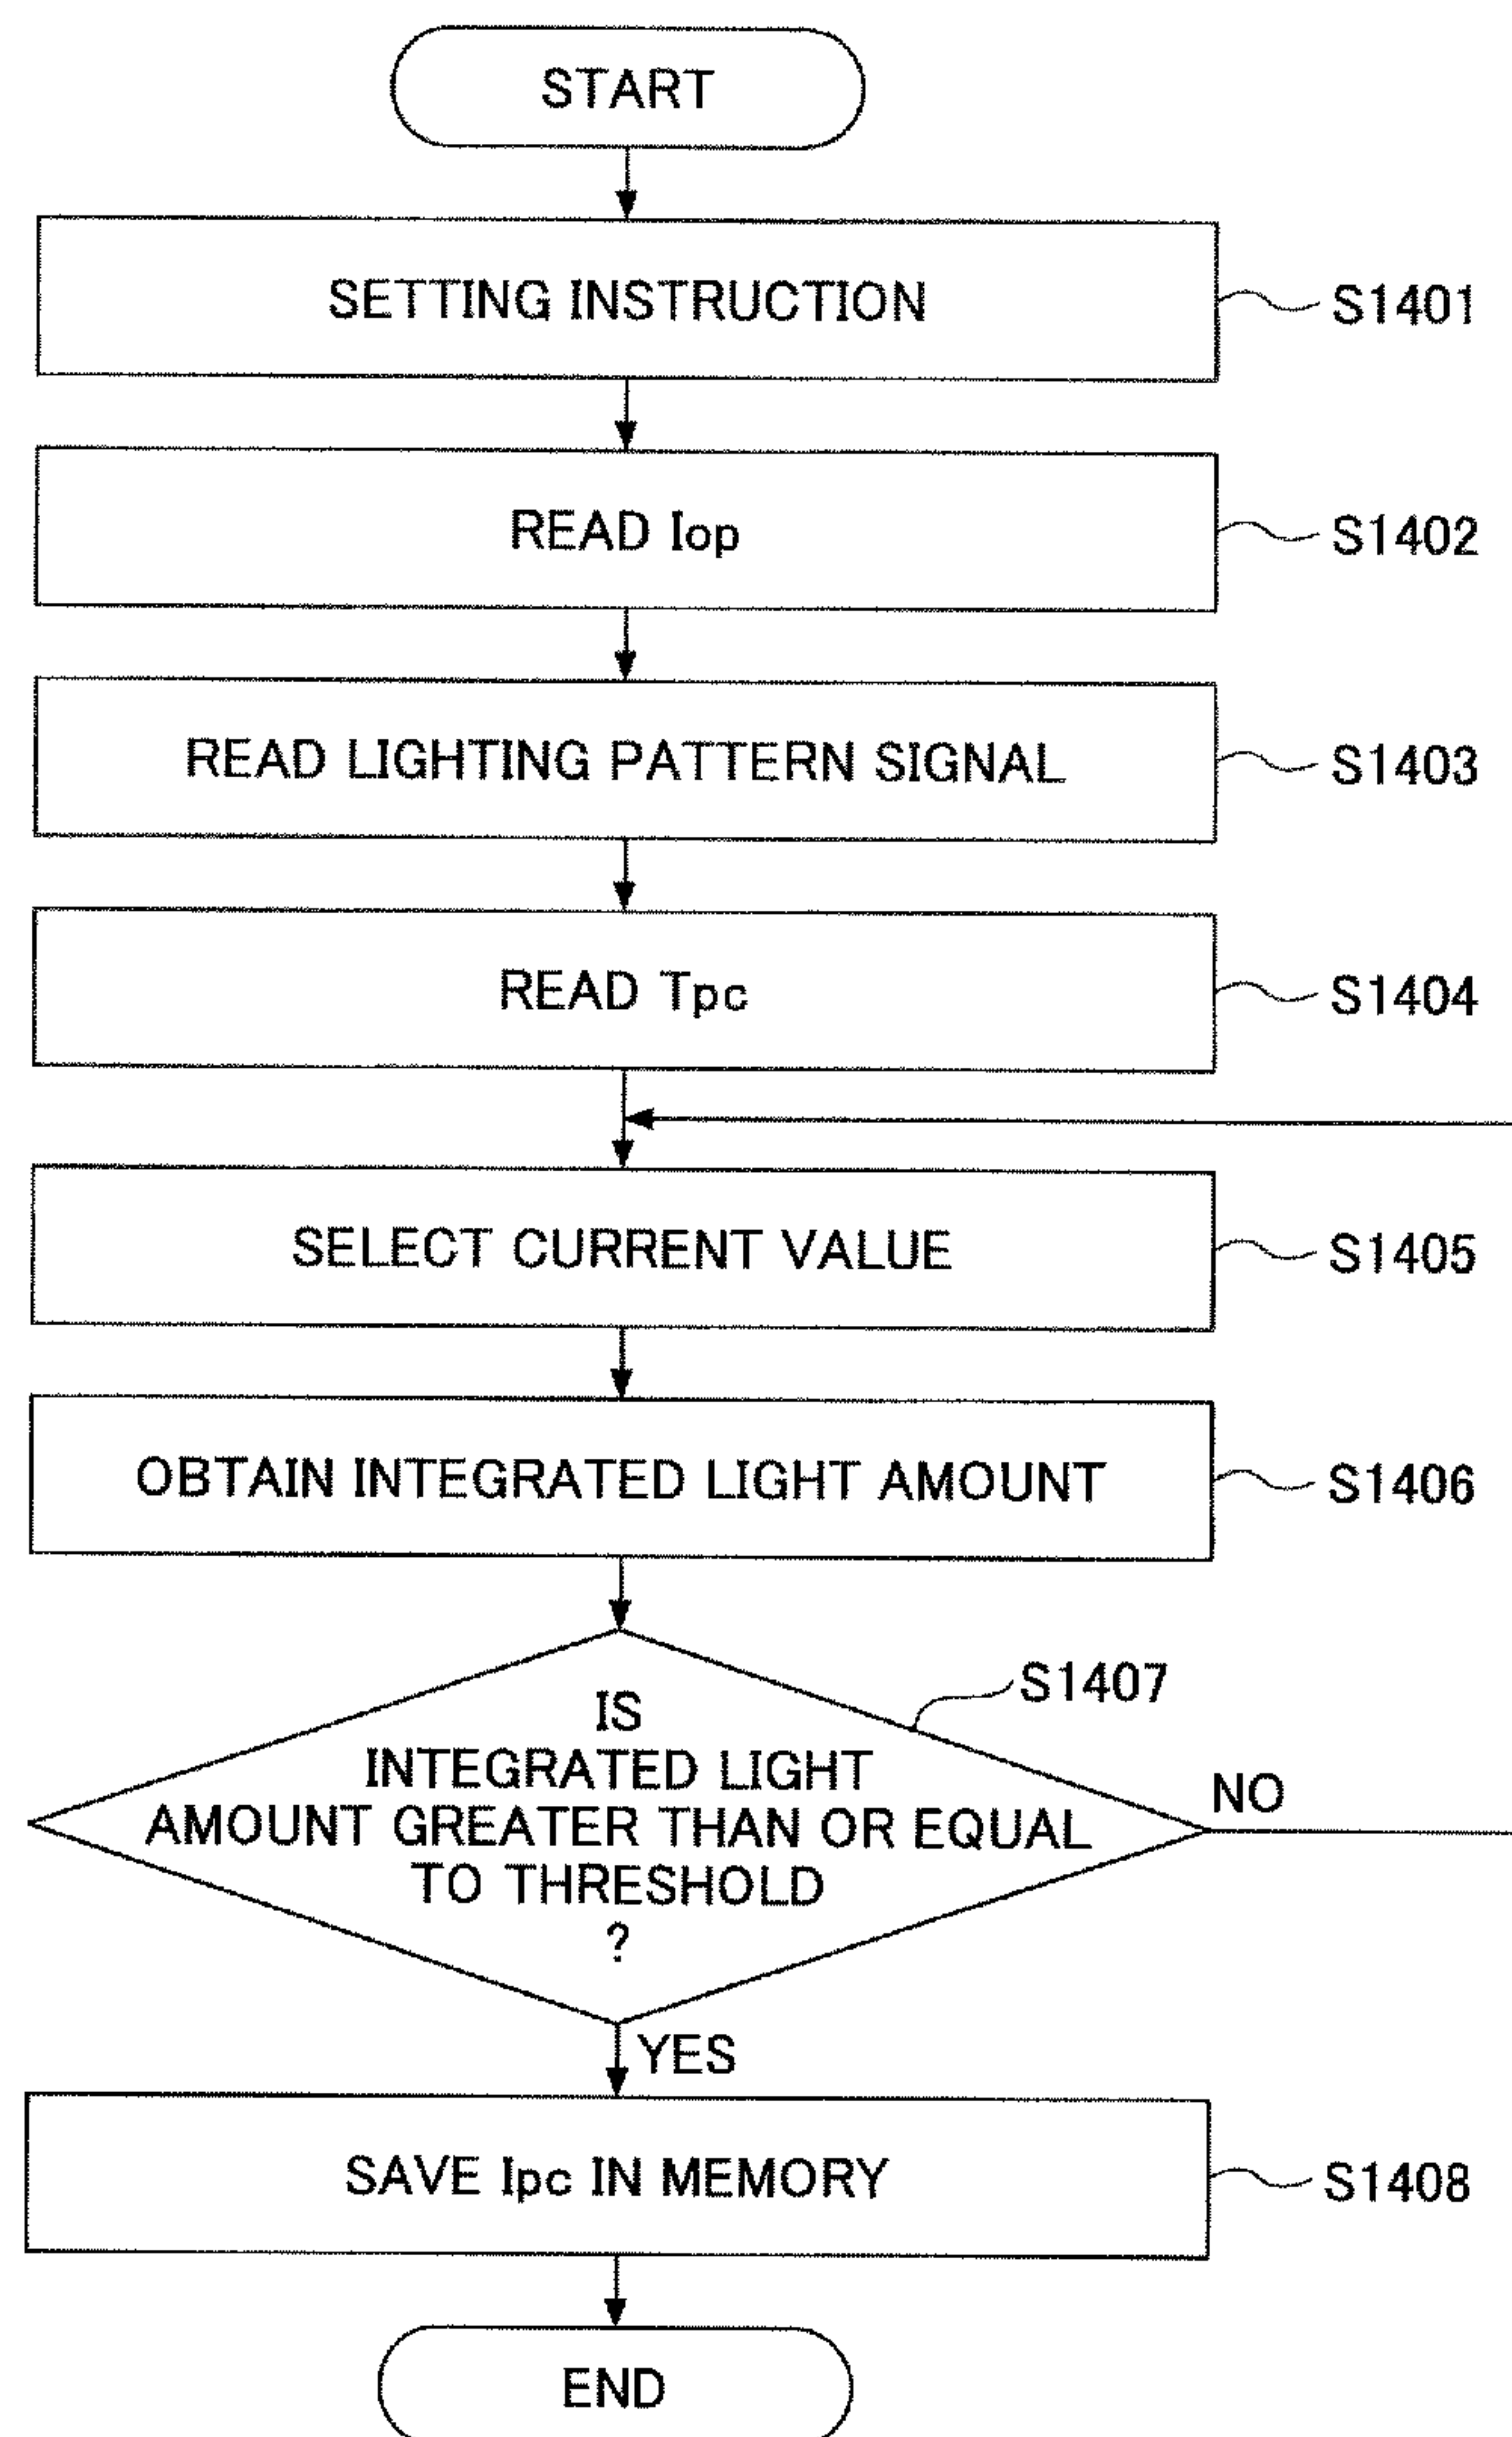 START
SETTING INSTRUCTION
S1401
READ Iop
S1402
READ LIGHTING PATTERN SIGNAL
S1403
READ Tpc
S1404
SELECT CURRENT VALUE
S1405
OBTAIN INTEGRATED LIGHT AMOUNT
S1406
S1407
IS
INTEGRATED LIGHT
AMOUNT GREATER THAN OR EQUAL
TO THRESHOLD
?
NO
YES
SAVE Ipc IN MEMORY
S1408
END